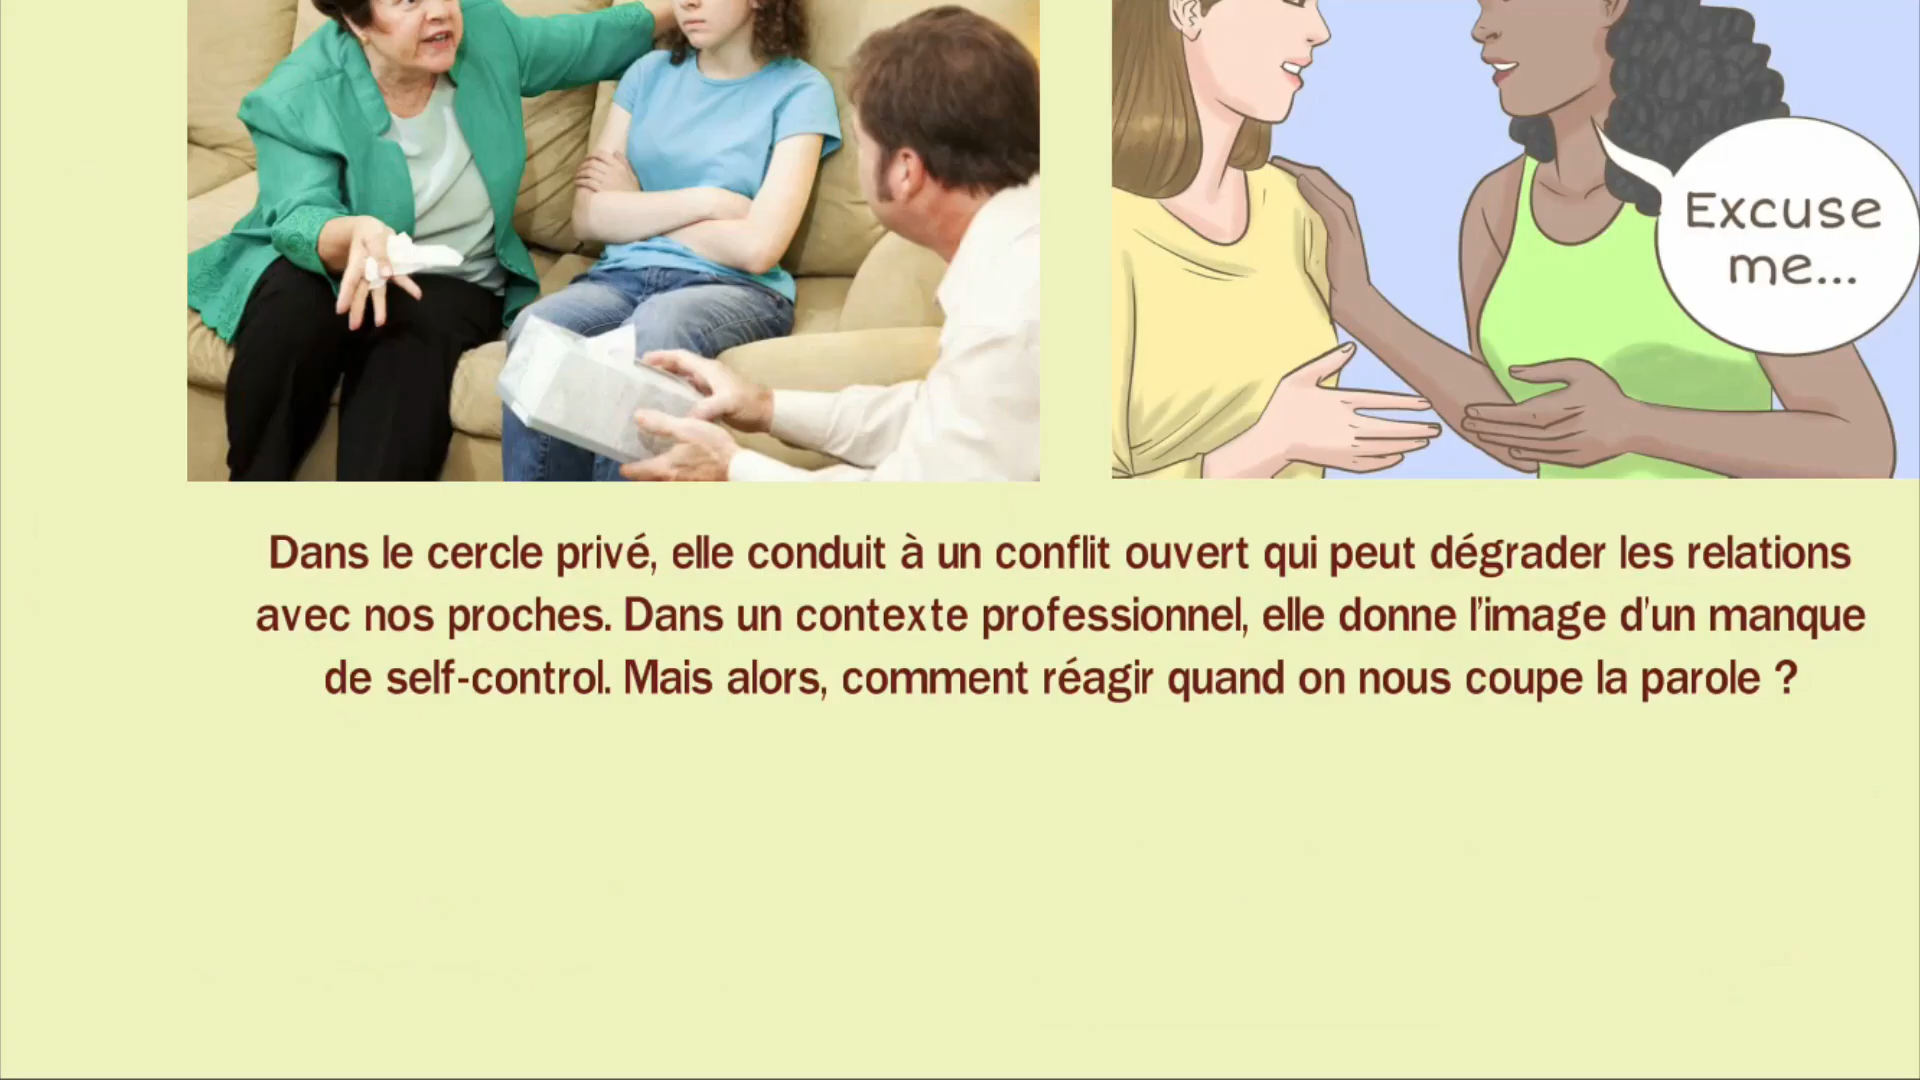 Excuse
me...
Dans le cercle privé, elle conduit à un conflit ouvert qui peut dégrader les relations
avec nos proches. Dans un contexte professionnel, elle donne l'image d'un manque
de self-control. Mais alors, comment réagir quand on nous coupe la parole ?